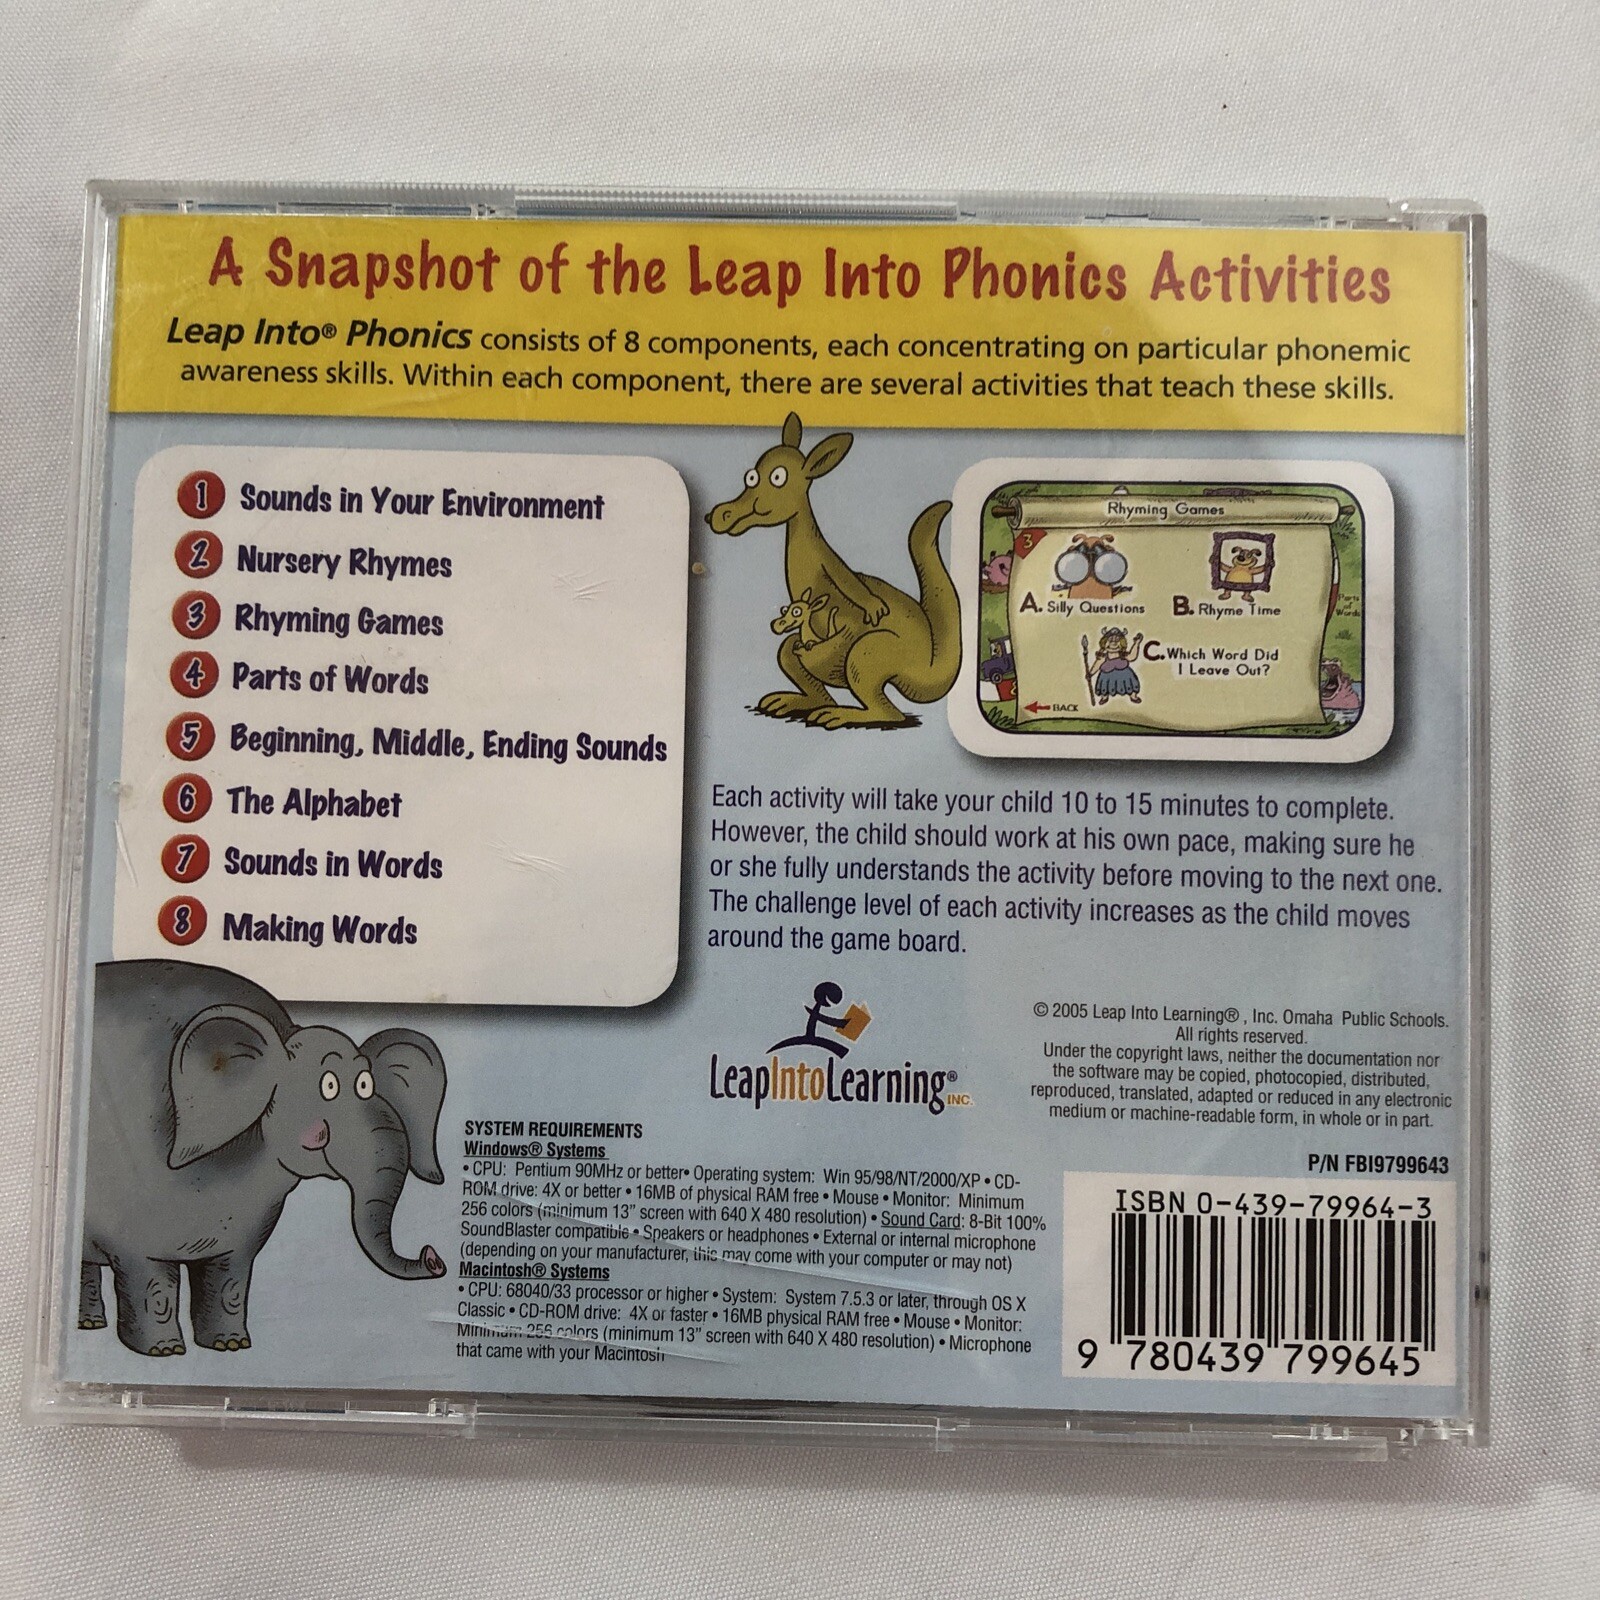 A Snapshot of the Leap Into Phonics Activities
Leap Into® Phonics consists of 8 components, each concentrating on particular phonemic
awareness skills. Within each component, there are several activities that teach these skills.
1 Sounds in Your Environment
2 Nursery Rhymes
3 Rhyming Games
4 Parts of Words
5 Beginning, Middle, Ending Sounds
6 The Alphabet
7 Sounds in Words
8 Making Words
Rhyming Games
3
A. Silly Questions
B. Rhyme Time
C. Which Word Did
I Leave Out?
BACK
Parts
of
Words
Each activity will take your child 10 to 15 minutes to complete.
However, the child should work at his own pace, making sure he
or she fully understands the activity before moving to the next one.
The challenge level of each activity increases as the child moves
around the game board.
LeapIntoLearning® INC.
© 2005 Leap Into Learning® , Inc. Omaha Public Schools.
All rights reserved.
Under the copyright laws, neither the documentation nor
the software may be copied, photocopied, distributed,
reproduced, translated, adapted or reduced in any electronic
medium or machine-readable form, in whole or in part.
SYSTEM REQUIREMENTS
Windows® Systems
• CPU: Pentium 90MHz or better• Operating system: Win 95/98/NT/2000/XP • CD-
ROM drive: 4X or better • 16MB of physical RAM free • Mouse • Monitor: Minimum
256 colors (minimum 13" screen with 640 X 480 resolution) • Sound Card: 8-Bit 100%
SoundBlaster compatible • Speakers or headphones • External or internal microphone
(depending on your manufacturer, this may come with your computer or may not)
Macintosh® Systems
• CPU: 68040/33 processor or higher • System: System 7.5.3 or later, through OS X
Classic • CD-ROM drive: 4X or faster • 16MB physical RAM free • Mouse • Monitor:
Minimum 256 colors (minimum 13" screen with 640 X 480 resolution) • Microphone
that came with your Macintosh
P/N FBI9799643
ISBN 0-439-79964-3
9 780439 799645